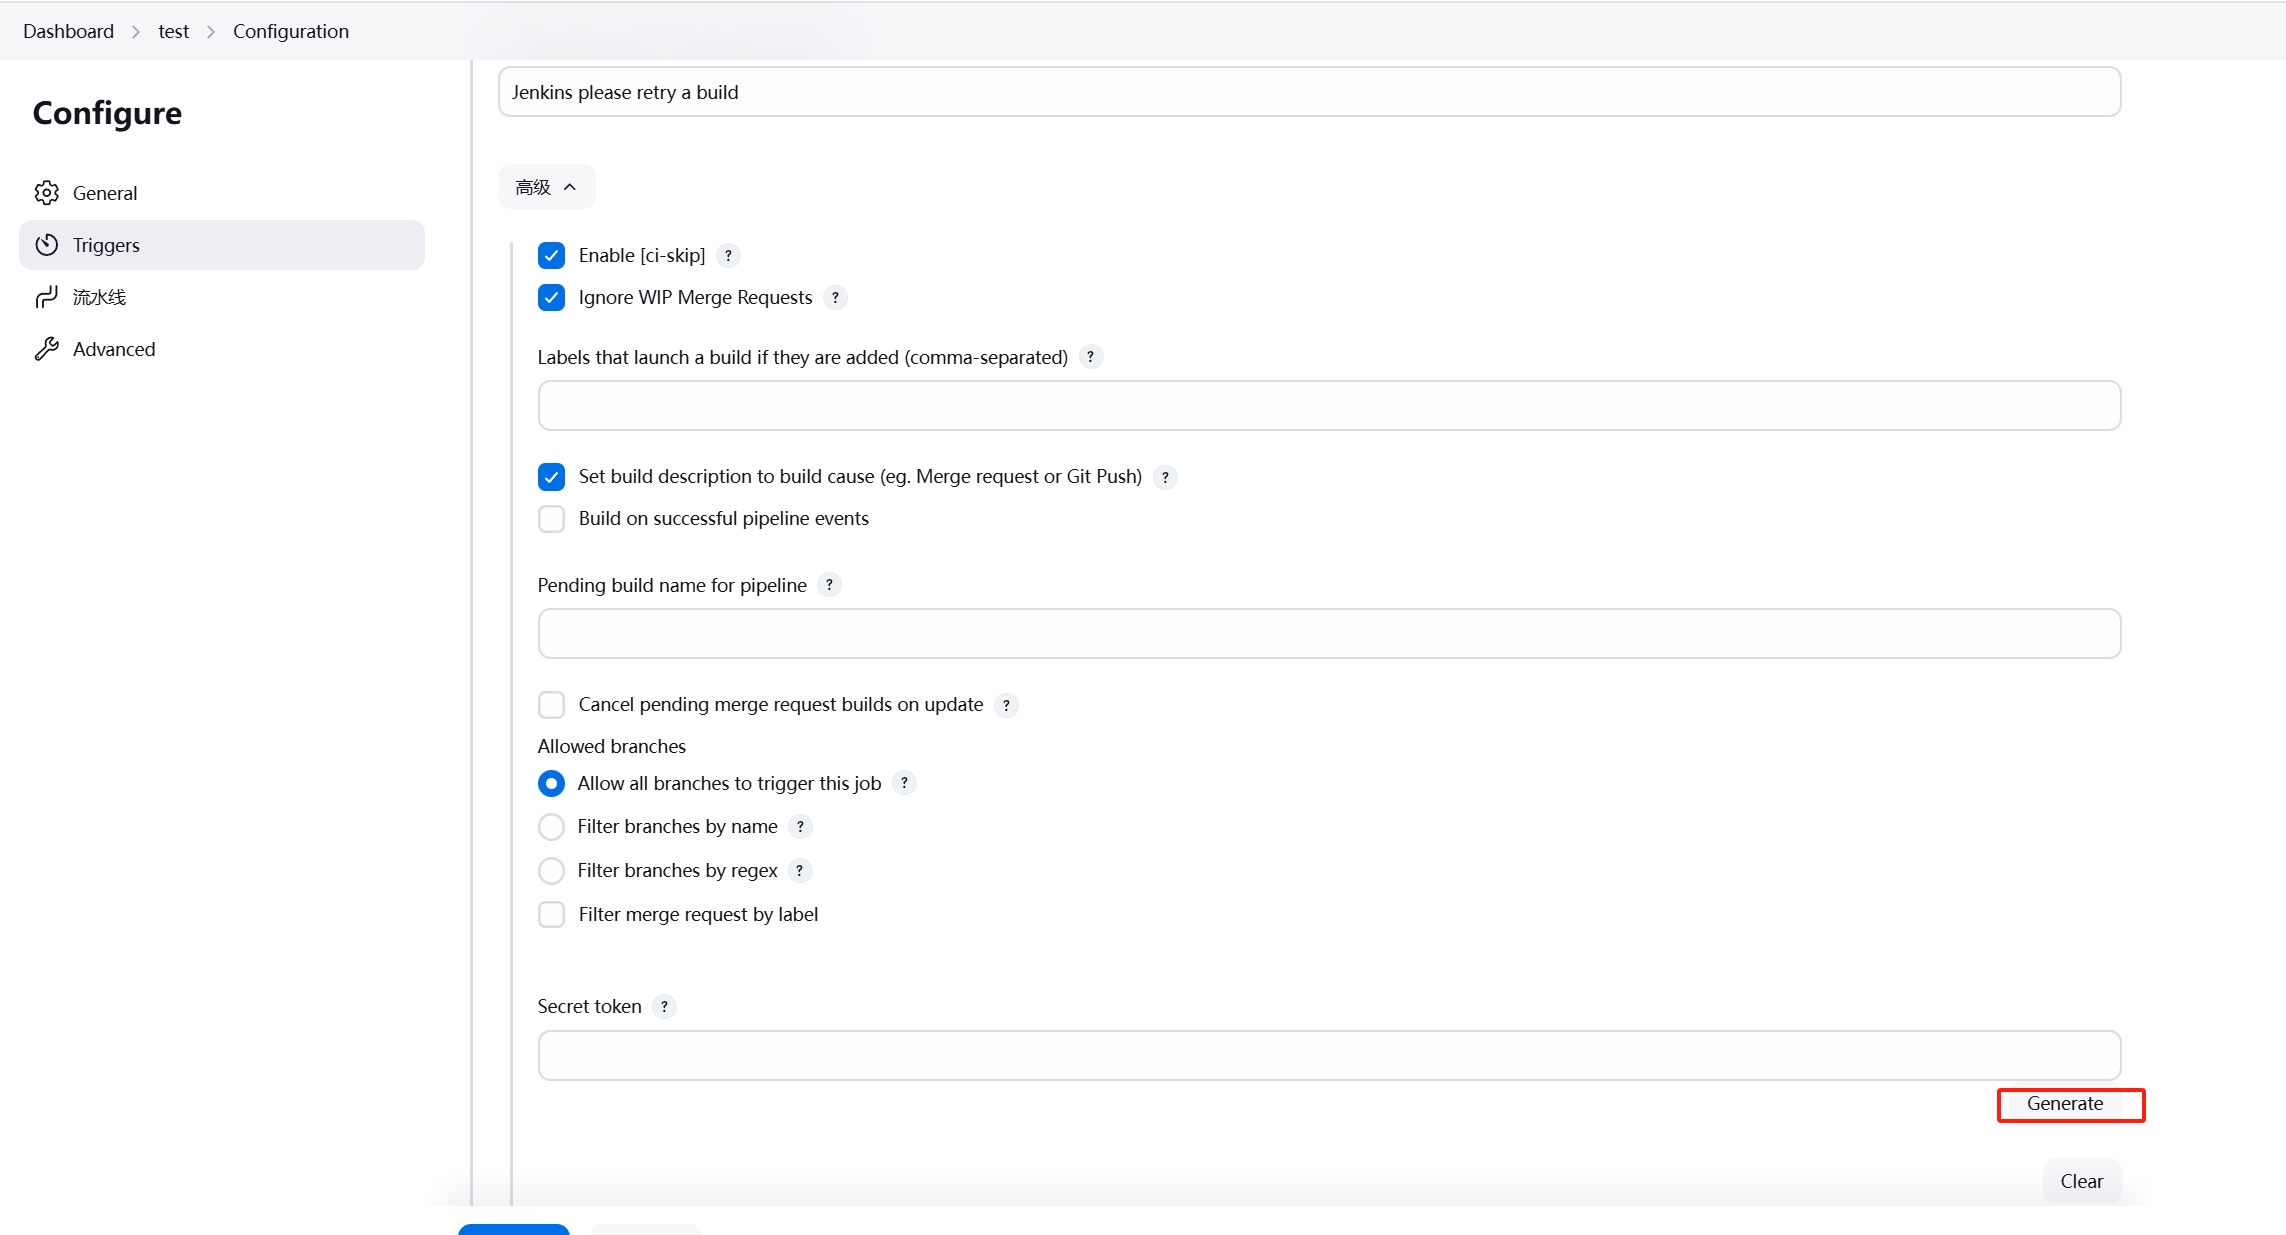 Dashboard > test > Configuration
Configure
General
Triggers
流水线
Advanced
Jenkins please retry a build
高级
Enable [ci-skip] ?
Ignore WIP Merge Requests ?
Labels that launch a build if they are added (comma-separated) ?
Set build description to build cause (eg. Merge request or Git Push) ?
Build on successful pipeline events
Pending build name for pipeline ?
Cancel pending merge request builds on update ?
Allowed branches
Allow all branches to trigger this job ?
Filter branches by name ?
Filter branches by regex ?
Filter merge request by label
Secret token ?
Generate
Clear